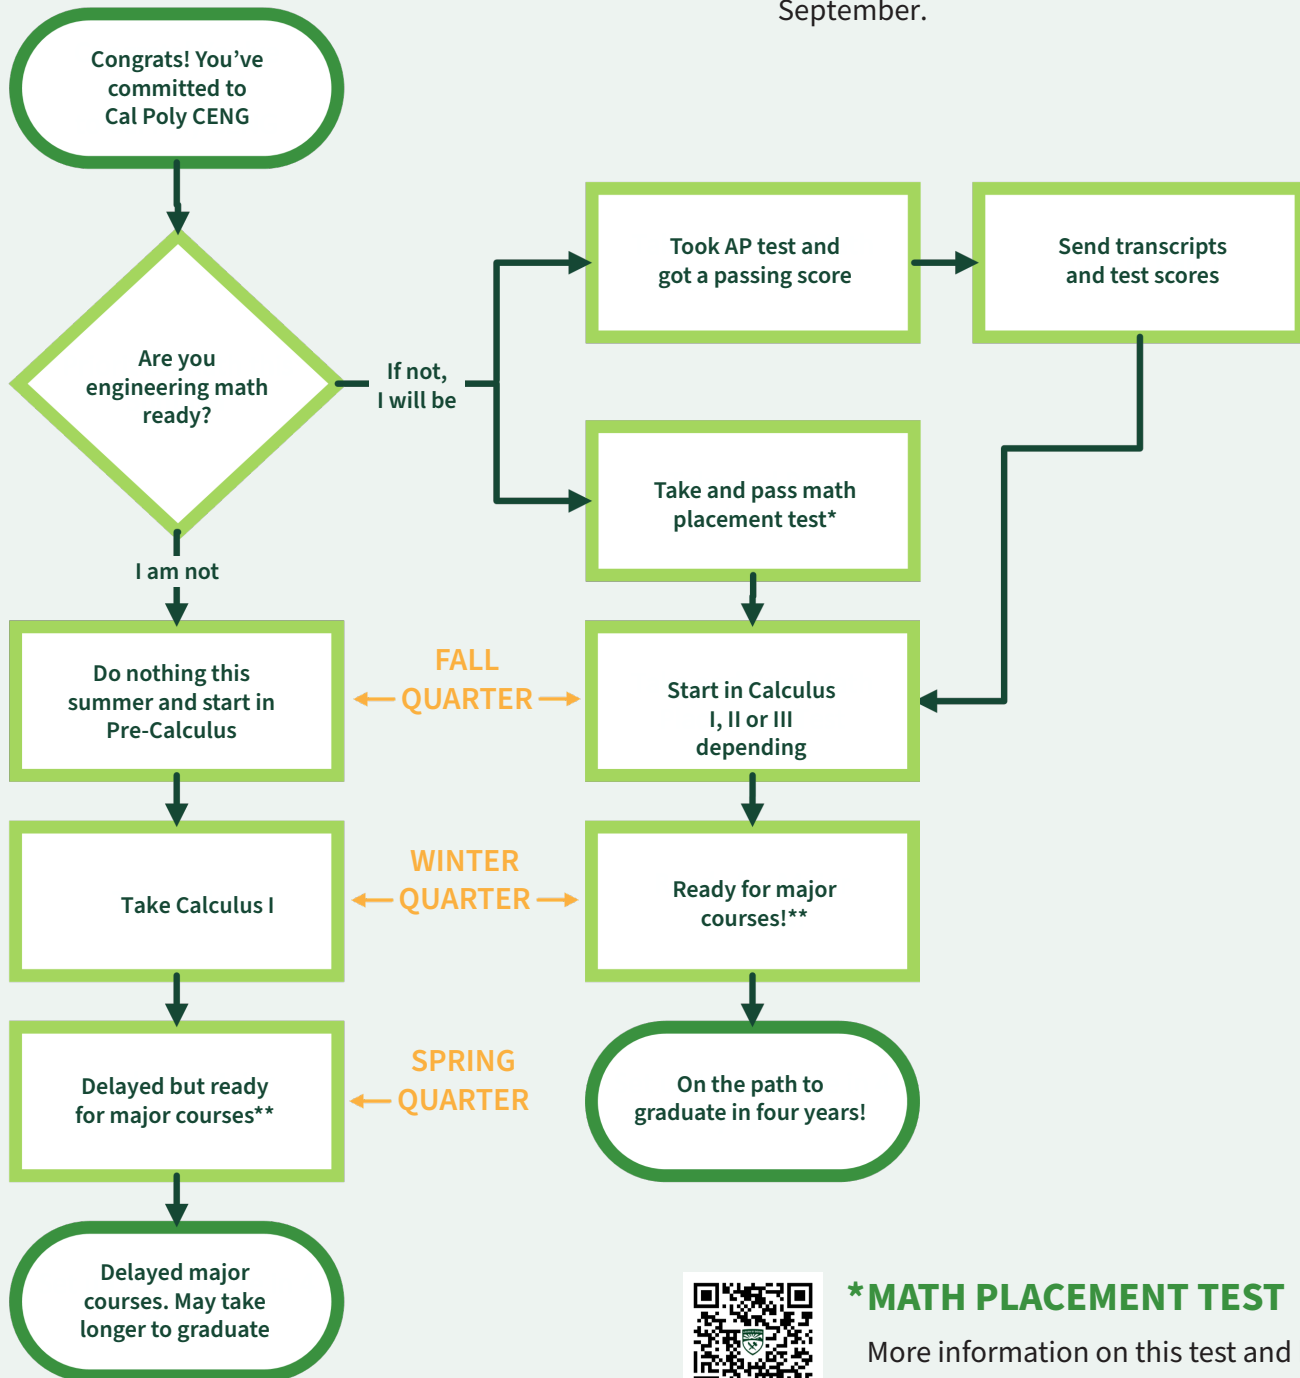 September.
Congrats! You’ve
committed to
Cal Poly CENG
Are you
engineering math
ready?
If not,
I will be
Took AP test and
got a passing score
Send transcripts
and test scores
Take and pass math
placement test*
I am not
Do nothing this
summer and start in
Pre-Calculus
FALL
QUARTER
Start in Calculus
I, II or III
depending
Take Calculus I
WINTER
QUARTER
Ready for major
courses!**
Delayed but ready
for major courses**
SPRING
QUARTER
On the path to
graduate in four years!
Delayed major
courses. May take
longer to graduate
*MATH PLACEMENT TEST
More information on this test and